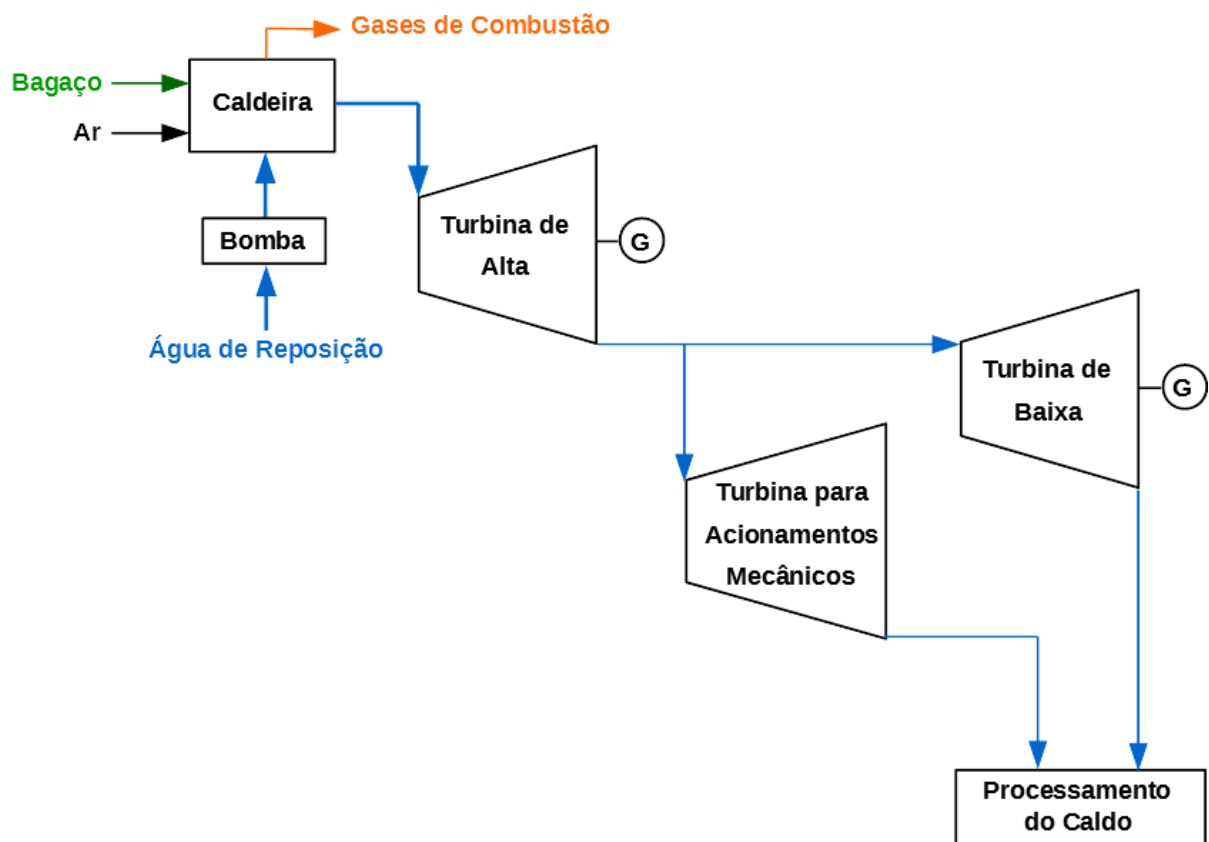 Gases de Combustão
Bagaço
Caldeira
Ar
Bomba
Água de Reposição
Turbina de
Alta
G
Turbina de
Baixa
G
Turbina para
Acionamentos
Mecânicos
Processamento
do Caldo